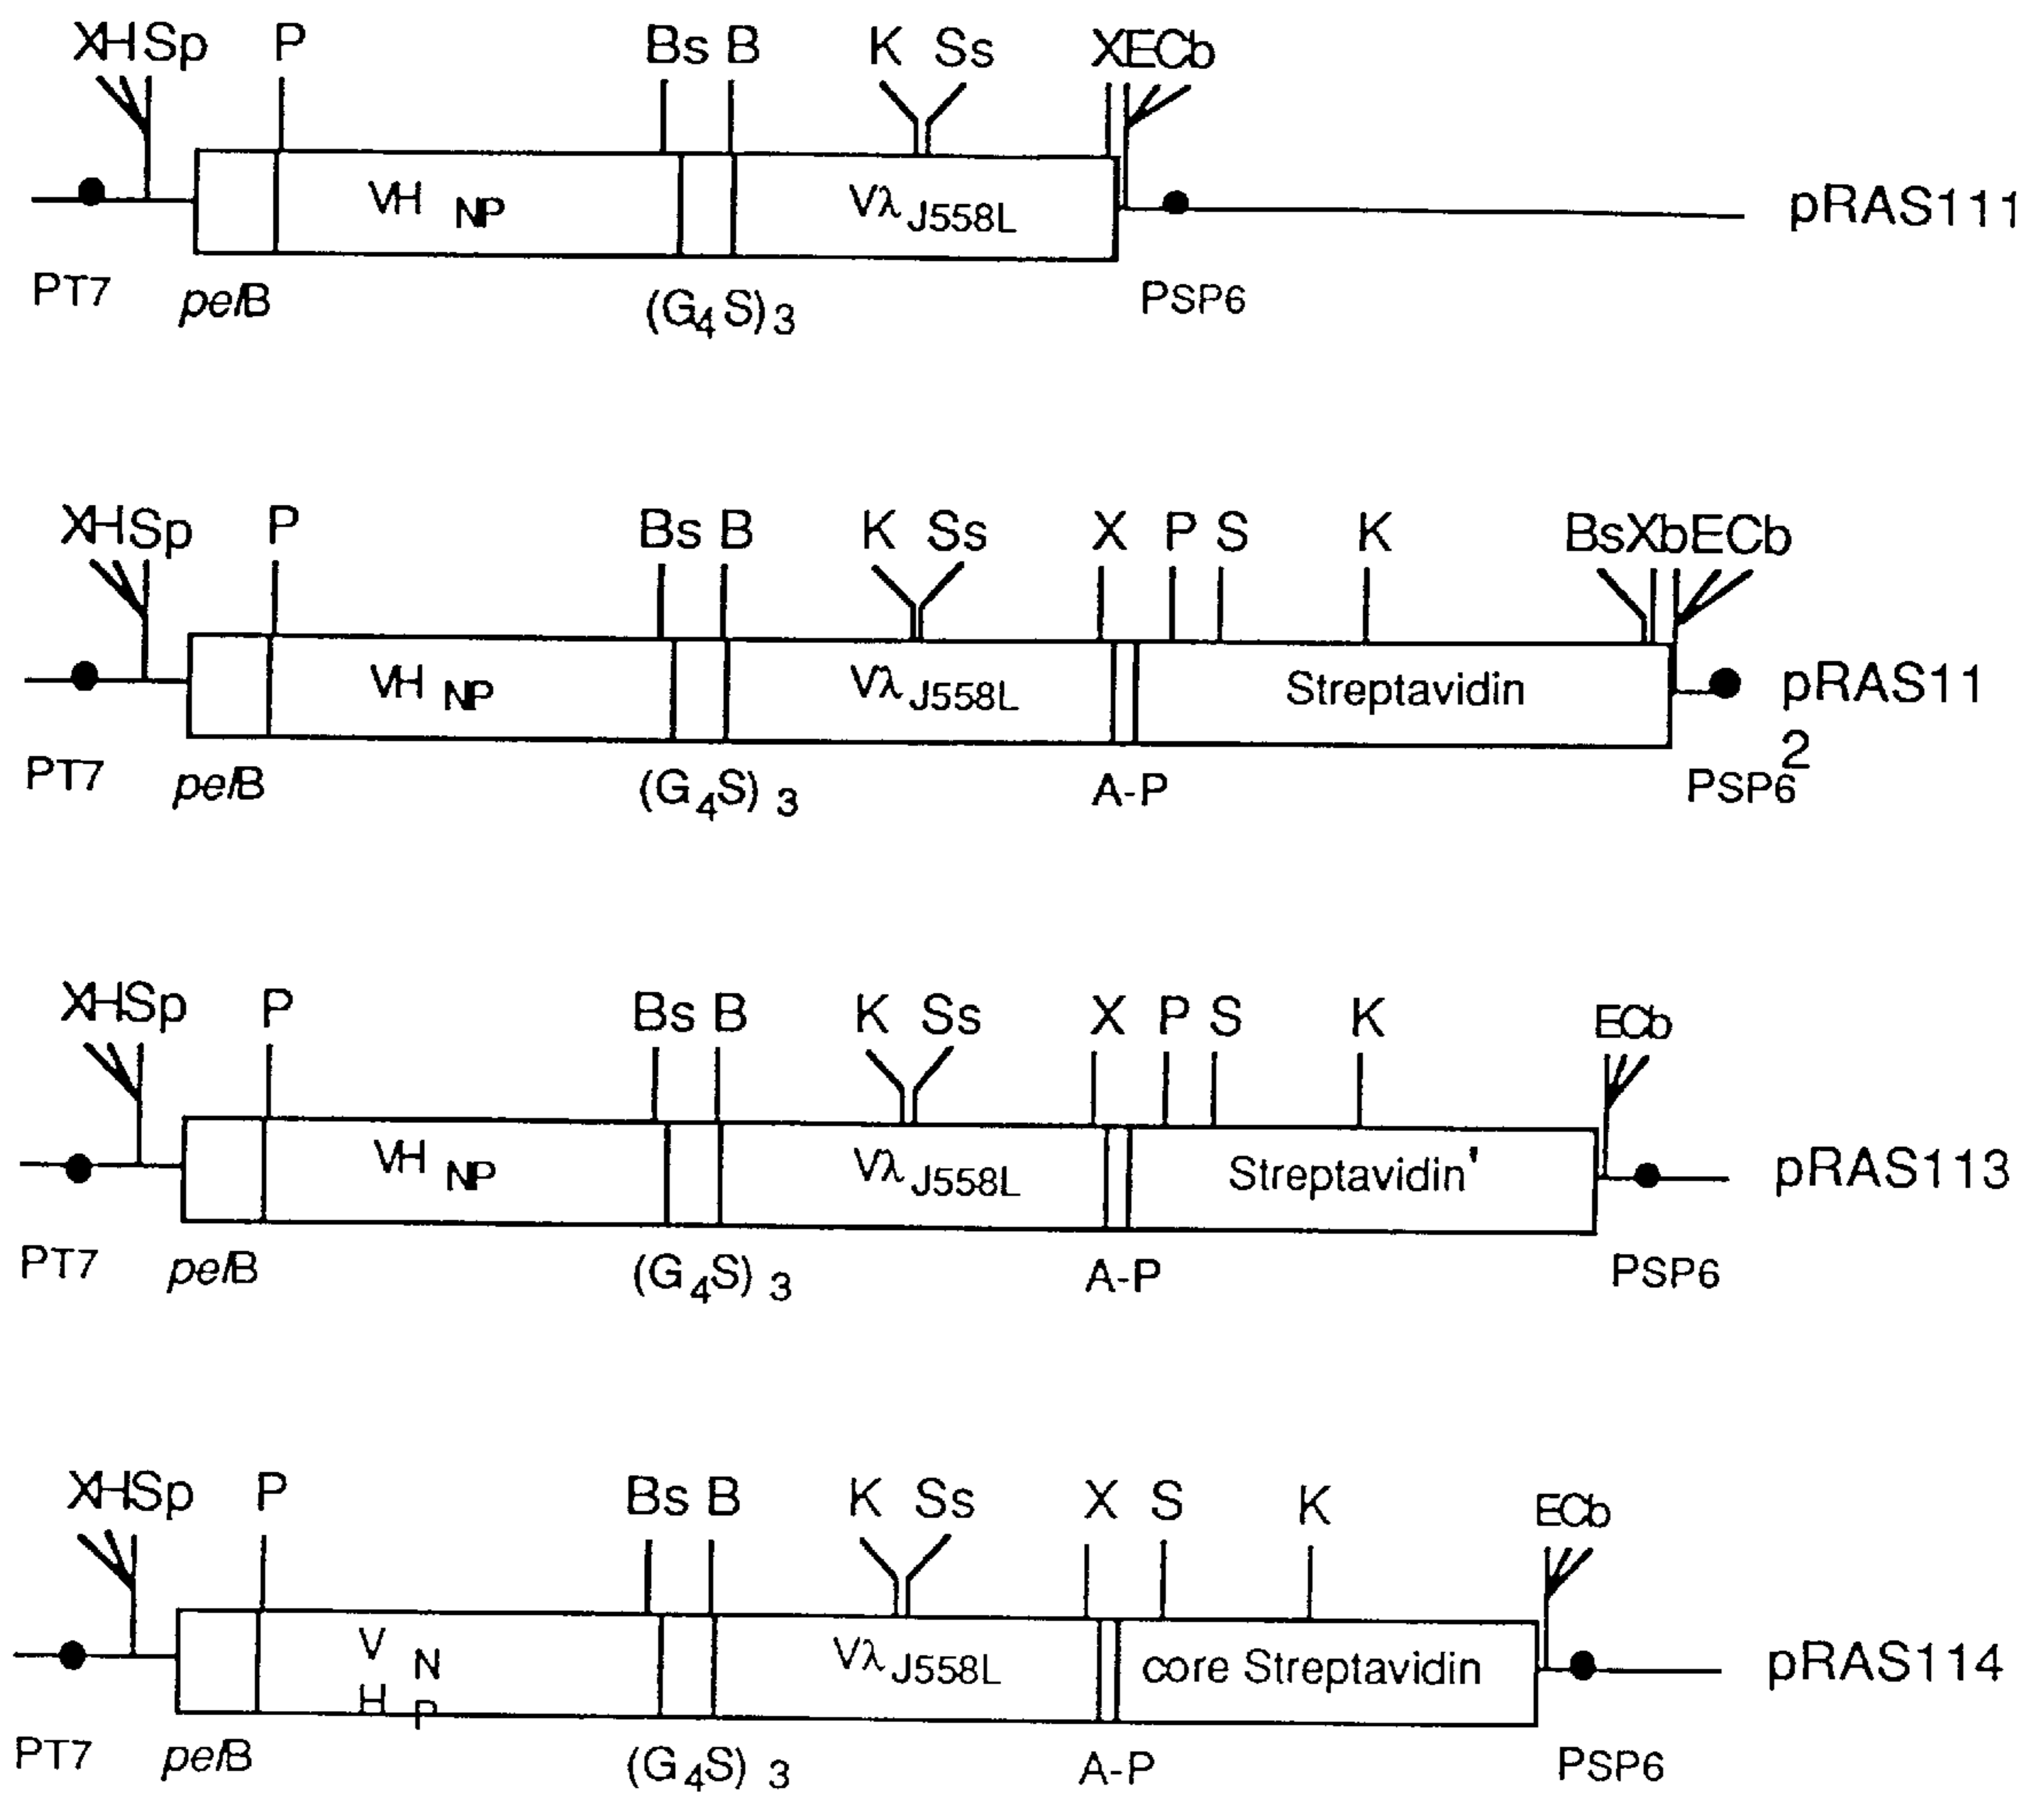 XHSp P Bs B K Ss XECb
VH NP Vλ J558L pRAS111
PT7 pelB (G4S)3 PSP6
XHSp P Bs B K Ss X P S K BsXbECb
VH NP Vλ J558L Streptavidin pRAS11
2
PT7 pelB (G4S)3 A-P PSP6
XHSp P Bs B K Ss X P S K ECb
VH NP Vλ J558L Streptavidin' pRAS113
PT7 pelB (G4S)3 A-P PSP6
XHSp P Bs B K Ss X S K ECb
V N Vλ J558L core Streptavidin pRAS114
H P
PT7 pelB (G4S)3 A-P PSP6